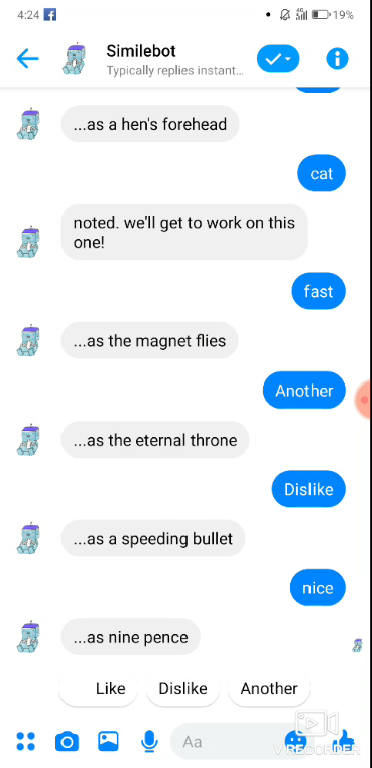 4:24 19%
Similebot
Typically replies instant...
...as a hen's forehead
cat
noted. we'll get to work on this
one!
fast
...as the magnet flies
Another
...as the eternal throne
Dislike
...as a speeding bullet
nice
...as nine pence
Like Dislike Another
Aa
VRECORDER